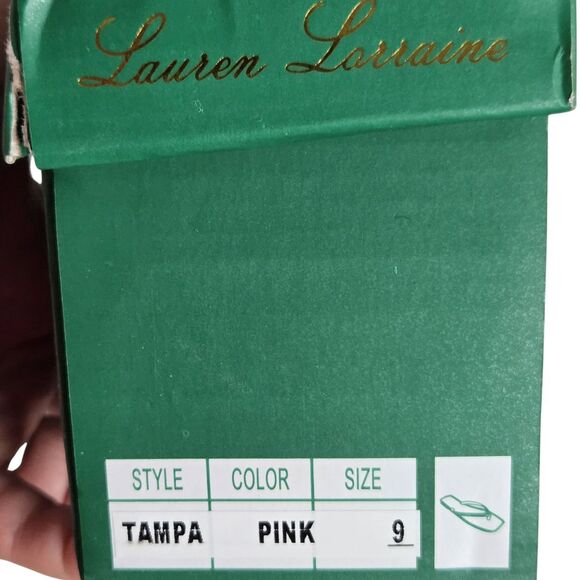 Lauren Lorraine
STYLE COLOR SIZE
TAMPA PINK 9